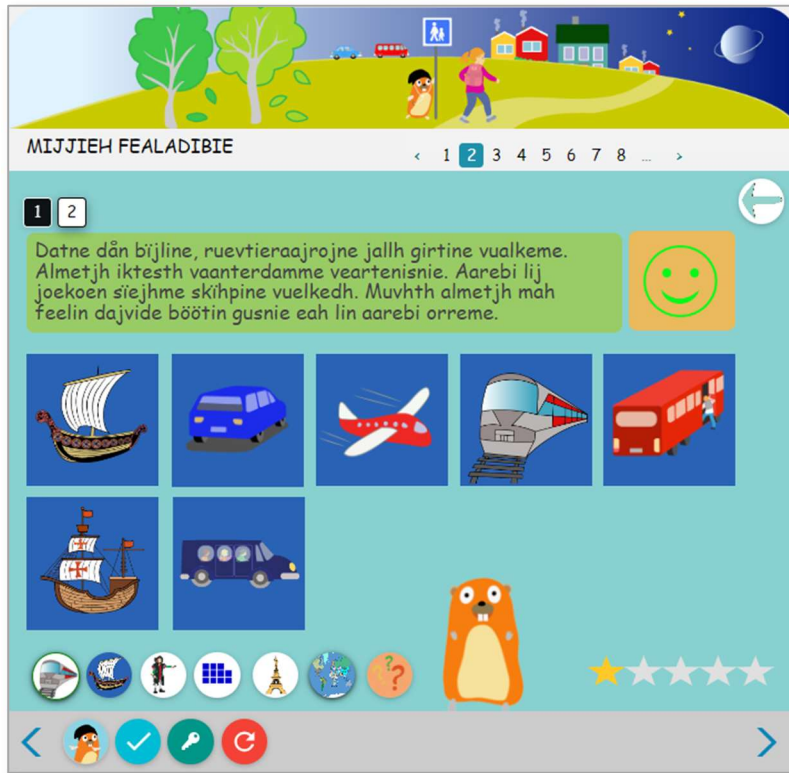 MIJJIEH FEALADIBIE
‹ 1 2 3 4 5 6 7 8 ... ›
1 2
Datne dån bïjline, ruevtieraajrojne jallh girtine vualkeme.
Almetjh iktesth vaanterdamme veartenisnie. Aarebi lij
joekoen sïejhme skïhpine vuelkedh. Muvhth almetjh mah
feelin dajvide böötin gusnie eah lin aarebi orreme.